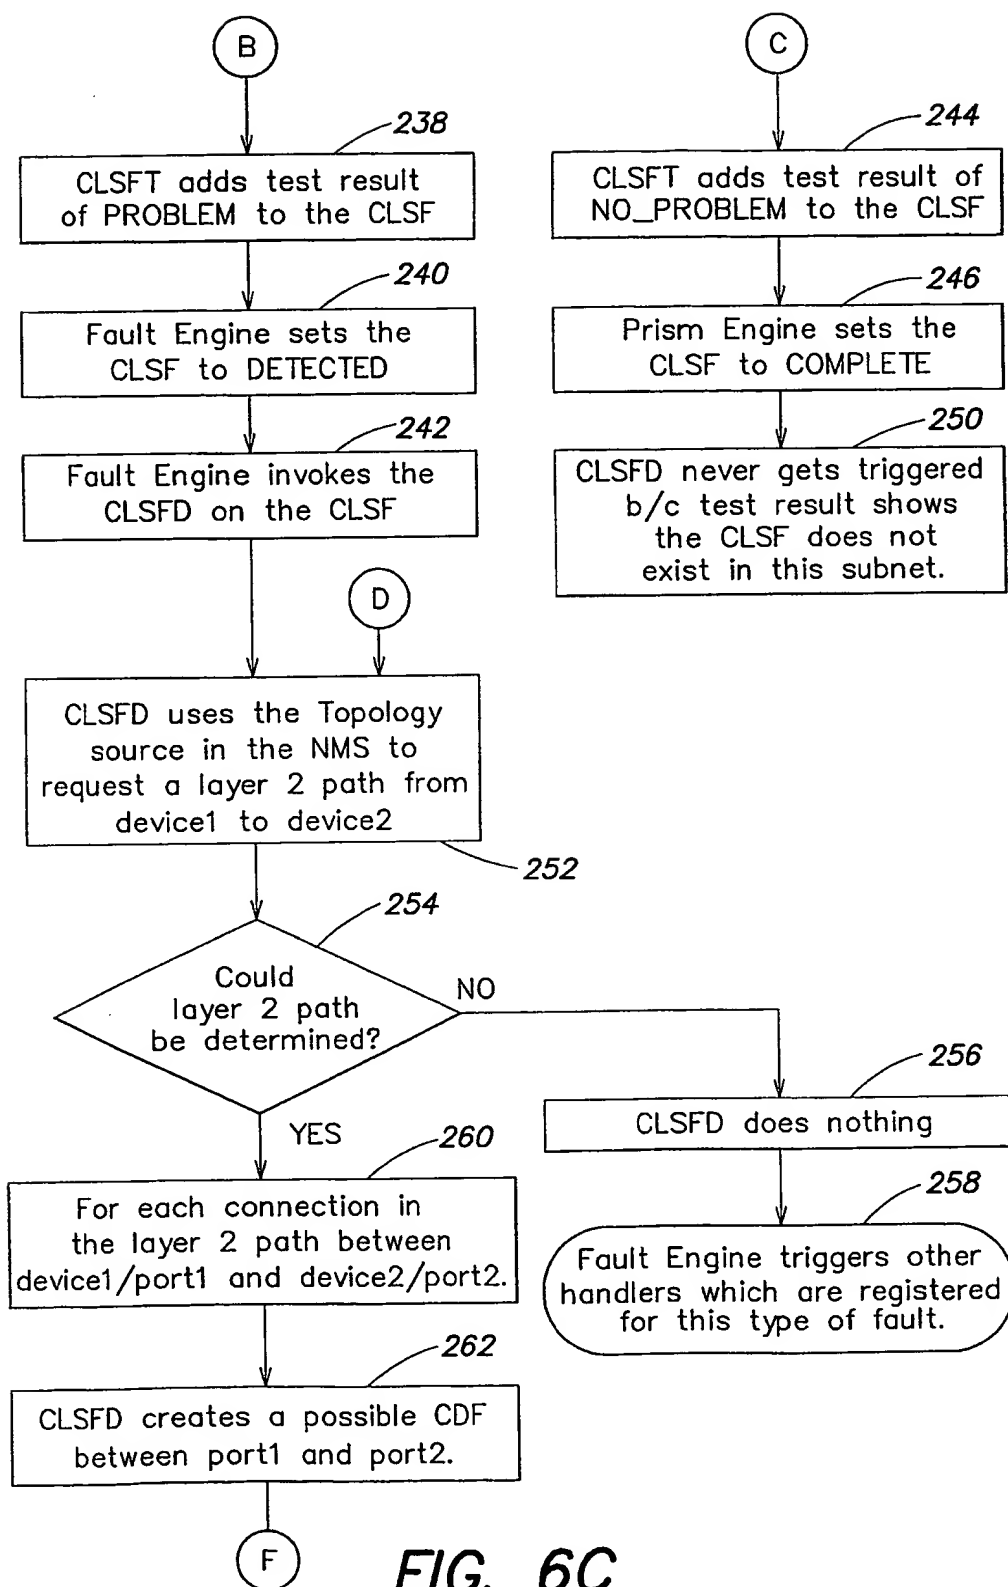 B
238
CLSFT adds test result
of PROBLEM to the CLSF
240
Fault Engine sets the
CLSF to DETECTED
242
Fault Engine invokes the
CLSFD on the CLSF
C
244
CLSFT adds test result of
NO_PROBLEM to the CLSF
246
Prism Engine sets the
CLSF to COMPLETE
250
CLSFD never gets triggered
b/c test result shows
the CLSF does not
exist in this subnet.
D
CLSFD uses the Topology
source in the NMS to
request a layer 2 path from
device1 to device2
252
254
Could
layer 2 path
be determined?
NO
256
CLSFD does nothing
258
Fault Engine triggers other
handlers which are registered
for this type of fault.
YES
260
For each connection in
the layer 2 path between
device1/port1 and device2/port2.
262
CLSFD creates a possible CDF
between port1 and port2.
F
FIG. 6C